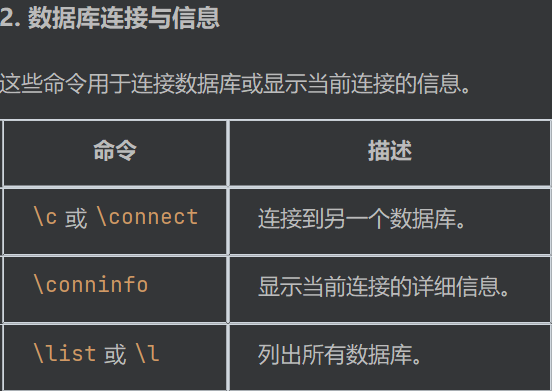 2. 数据库连接与信息
这些命令用于连接数据库或显示当前连接的信息。
命令 描述
\c 或 \connect 连接到另一个数据库。
\conninfo 显示当前连接的详细信息。
\list 或 \l 列出所有数据库。